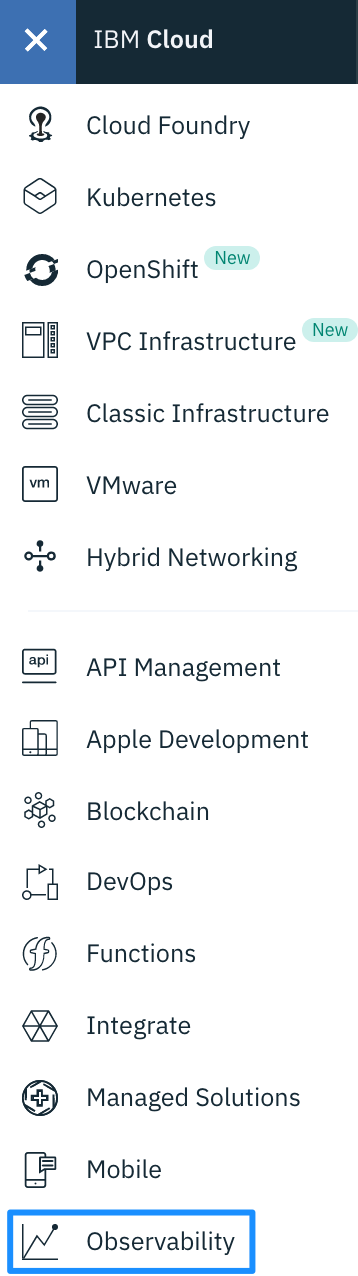 IBM Cloud
Cloud Foundry
Kubernetes
OpenShift New
VPC Infrastructure New
Classic Infrastructure
vm VMware
Hybrid Networking
api API Management
Apple Development
Blockchain
DevOps
Functions
Integrate
Managed Solutions
Mobile
Observability